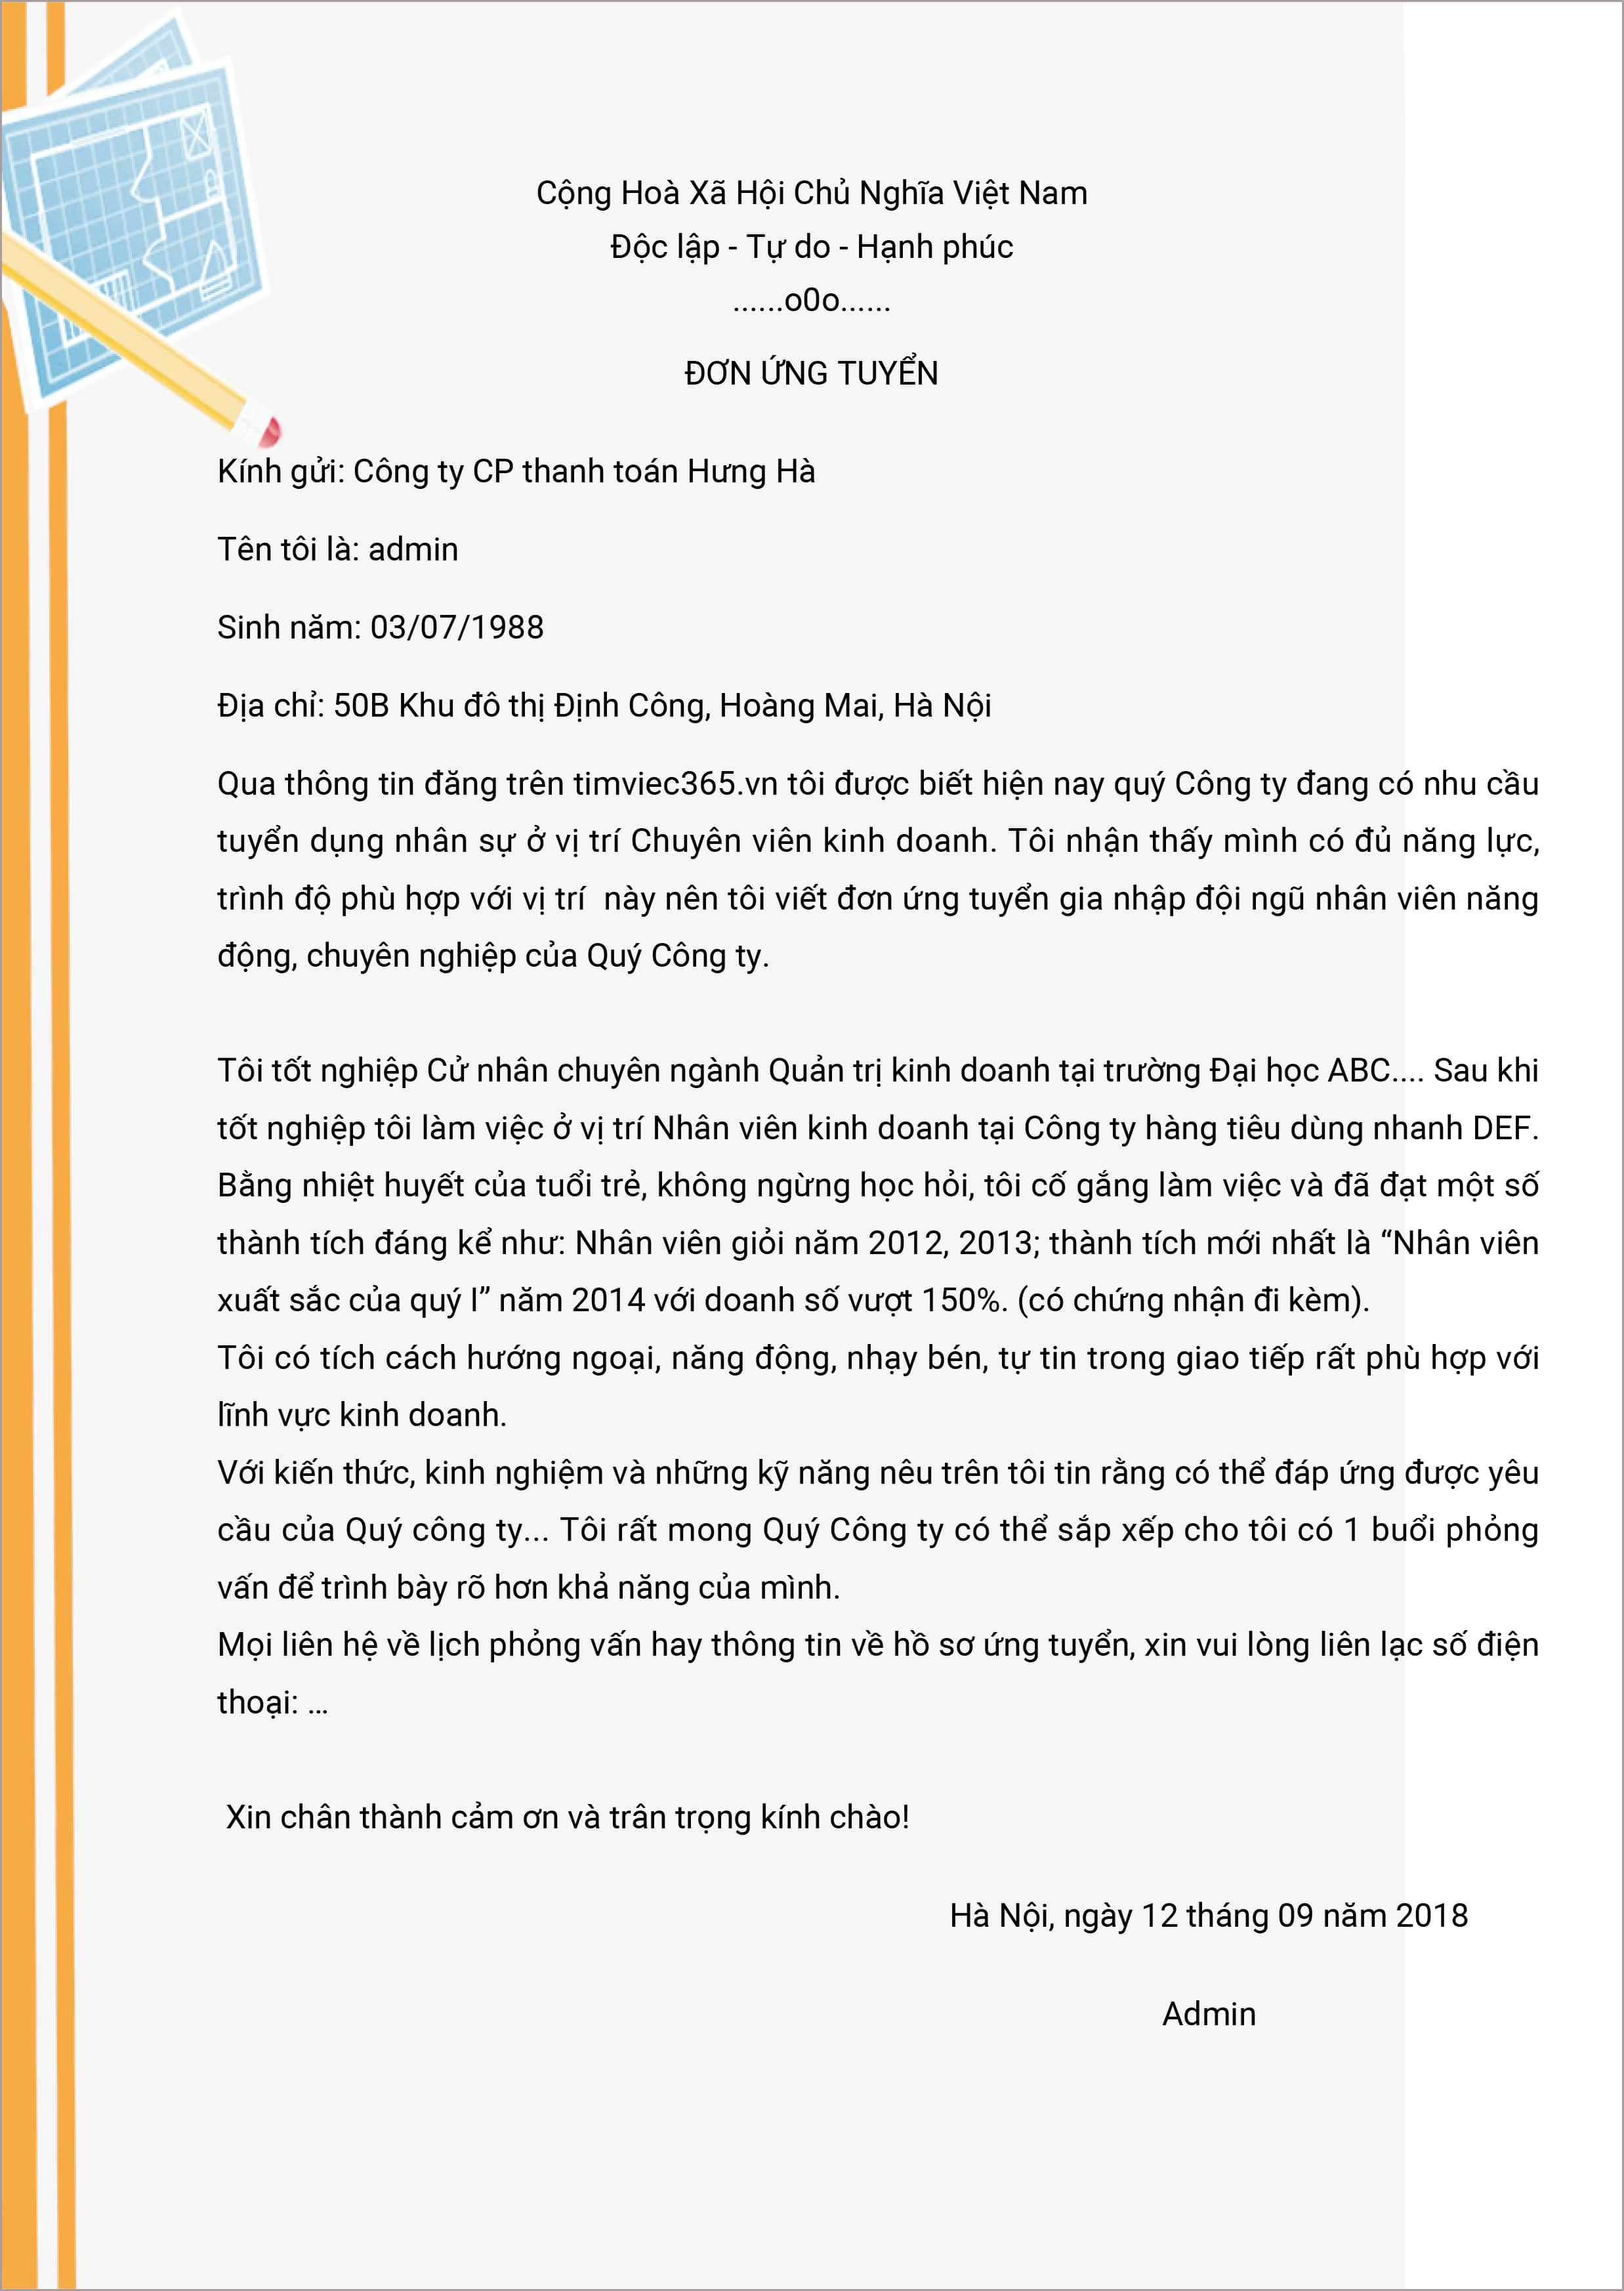 Cộng Hoà Xã Hội Chủ Nghĩa Việt Nam
Độc lập - Tự do - Hạnh phúc
......o0o......
ĐƠN ỨNG TUYỂN
Kính gửi: Công ty CP thanh toán Hưng Hà
Tên tôi là: admin
Sinh năm: 03/07/1988
Địa chỉ: 50B Khu đô thị Định Công, Hoàng Mai, Hà Nội
Qua thông tin đăng trên timviec365.vn tôi được biết hiện nay quý Công ty đang có nhu cầu
tuyển dụng nhân sự ở vị trí Chuyên viên kinh doanh. Tôi nhận thấy mình có đủ năng lực,
trình độ phù hợp với vị trí  này nên tôi viết đơn ứng tuyển gia nhập đội ngũ nhân viên năng
động, chuyên nghiệp của Quý Công ty.
Tôi tốt nghiệp Cử nhân chuyên ngành Quản trị kinh doanh tại trường Đại học ABC.... Sau khi
tốt nghiệp tôi làm việc ở vị trí Nhân viên kinh doanh tại Công ty hàng tiêu dùng nhanh DEF.
Bằng nhiệt huyết của tuổi trẻ, không ngừng học hỏi, tôi cố gắng làm việc và đã đạt một số
thành tích đáng kể như: Nhân viên giỏi năm 2012, 2013; thành tích mới nhất là “Nhân viên
xuất sắc của quý I” năm 2014 với doanh số vượt 150%. (có chứng nhận đi kèm).
Tôi có tích cách hướng ngoại, năng động, nhạy bén, tự tin trong giao tiếp rất phù hợp với
lĩnh vực kinh doanh.
Với kiến thức, kinh nghiệm và những kỹ năng nêu trên tôi tin rằng có thể đáp ứng được yêu
cầu của Quý công ty... Tôi rất mong Quý Công ty có thể sắp xếp cho tôi có 1 buổi phỏng
vấn để trình bày rõ hơn khả năng của mình.
Mọi liên hệ về lịch phỏng vấn hay thông tin về hồ sơ ứng tuyển, xin vui lòng liên lạc số điện
thoại: …
Xin chân thành cảm ơn và trân trọng kính chào!
Hà Nội, ngày 12 tháng 09 năm 2018
Admin